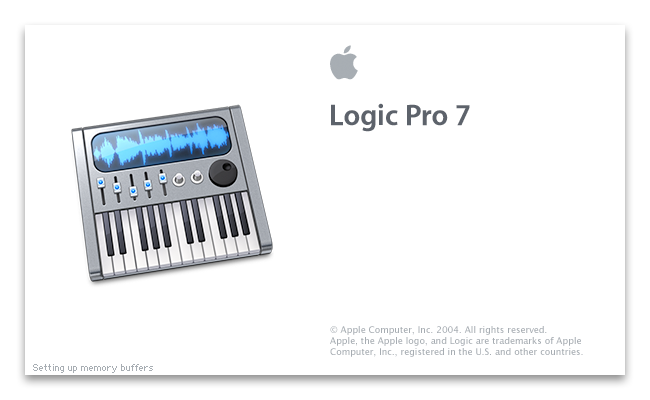 Logic Pro 7
© Apple Computer, Inc. 2004. All rights reserved.
Apple, the Apple logo, and Logic are trademarks of Apple
Computer, Inc., registered in the U.S. and other countries.
Setting up memory buffers